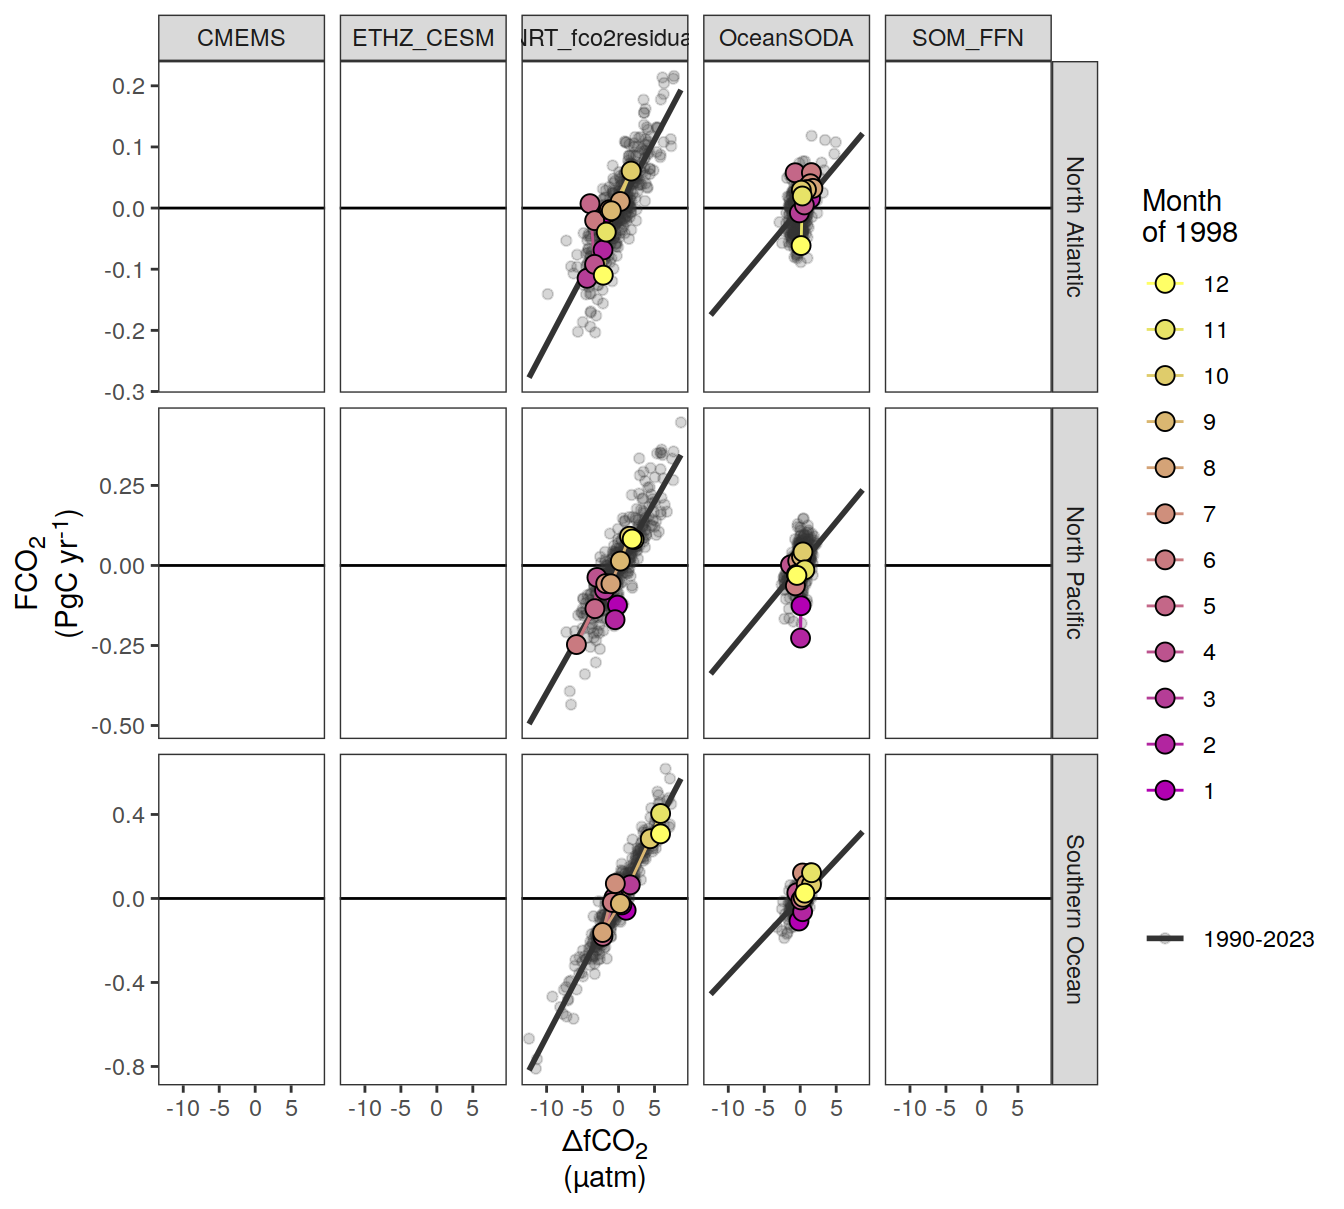 CMEMS ETHZ_CESM NRT_fco2residua OceanSODA SOM_FFN
0.2
0.1
0.0
-0.1
-0.2
-0.3
North Atlantic
0.25
0.00
-0.25
-0.50
North Pacific
0.4
0.0
-0.4
-0.8
Southern Ocean
-10 -5 0 5 -10 -5 0 5 -10 -5 0 5 -10 -5 0 5 -10 -5 0 5
ΔfCO2
(µatm)
FCO2
(PgC yr-1)
Month
of 1998
12
11
10
9
8
7
6
5
4
3
2
1
1990-2023